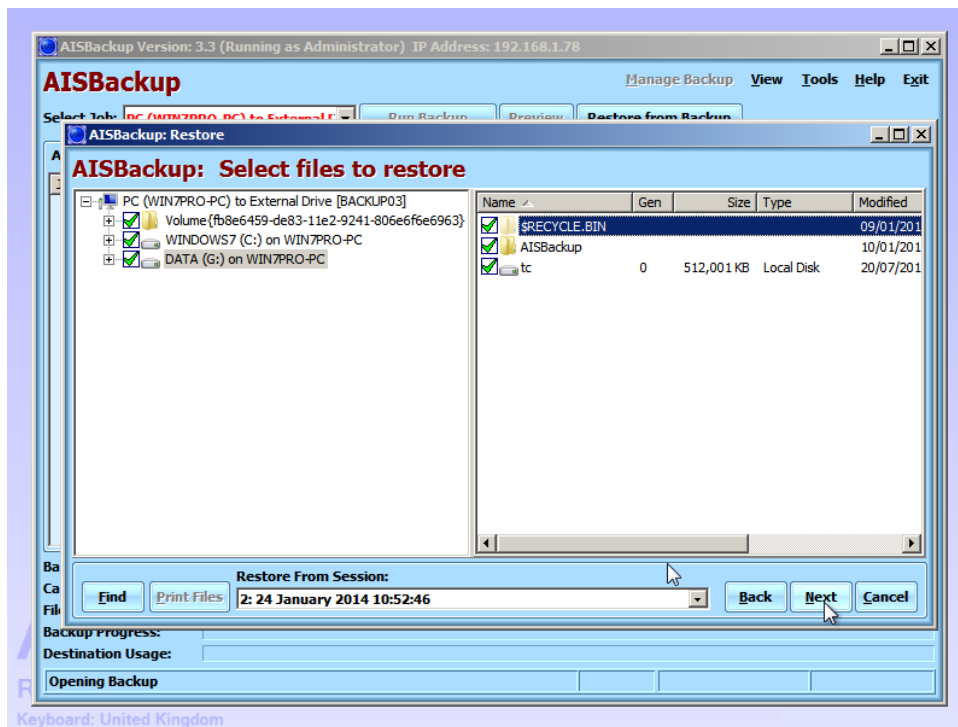 AISBackup Version: 3.3 (Running as Administrator) IP Address: 192.168.1.78
AISBackup
Manage Backup View Tools Help Exit
Select Job: PC (WIN7PRO-PC) to External Run Backup Preview Restore from Backup
AISBackup: Restore
AISBackup: Select files to restore
PC (WIN7PRO-PC) to External Drive [BACKUP03]
Volume{fb8e6459-de83-11e2-9241-806e6f6e6963}
WINDOWS7 (C:) on WIN7PRO-PC
DATA (G:) on WIN7PRO-PC
Name Gen Size Type Modified
$RECYCLE.BIN 09/01/201
AISBackup 10/01/201
tc 0 512,001 KB Local Disk 20/07/201
Restore From Session:
Find Print Files 2: 24 January 2014 10:52:46 Back Next Cancel
Backup Progress:
Destination Usage:
Opening Backup
Keyboard: United Kingdom